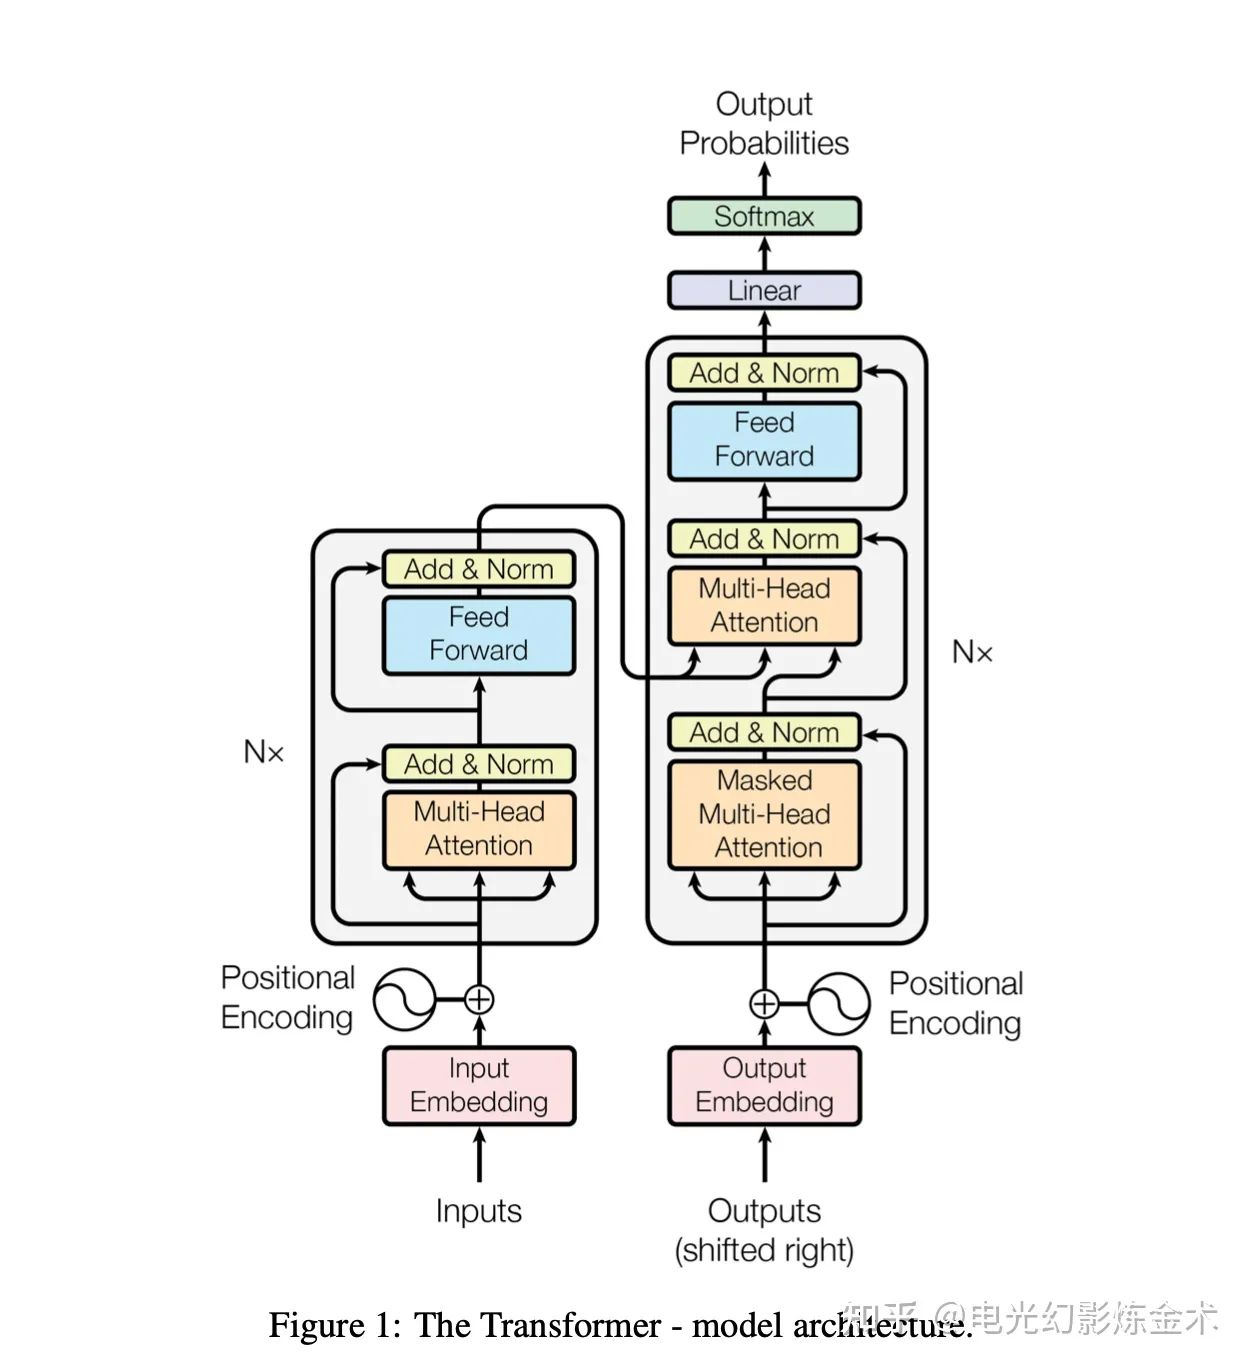 Output
Probabilities
Softmax
Linear
Add & Norm
Feed
Forward
Add & Norm
Multi-Head
Attention
Add & Norm
Masked
Multi-Head
Attention
Nx
Add & Norm
Feed
Forward
Add & Norm
Multi-Head
Attention
Nx
Positional
Encoding
Positional
Encoding
Input
Embedding
Output
Embedding
Inputs
Outputs
(shifted right)
Figure 1: The Transformer - model architecture.
知乎 @电光幻影炼金术